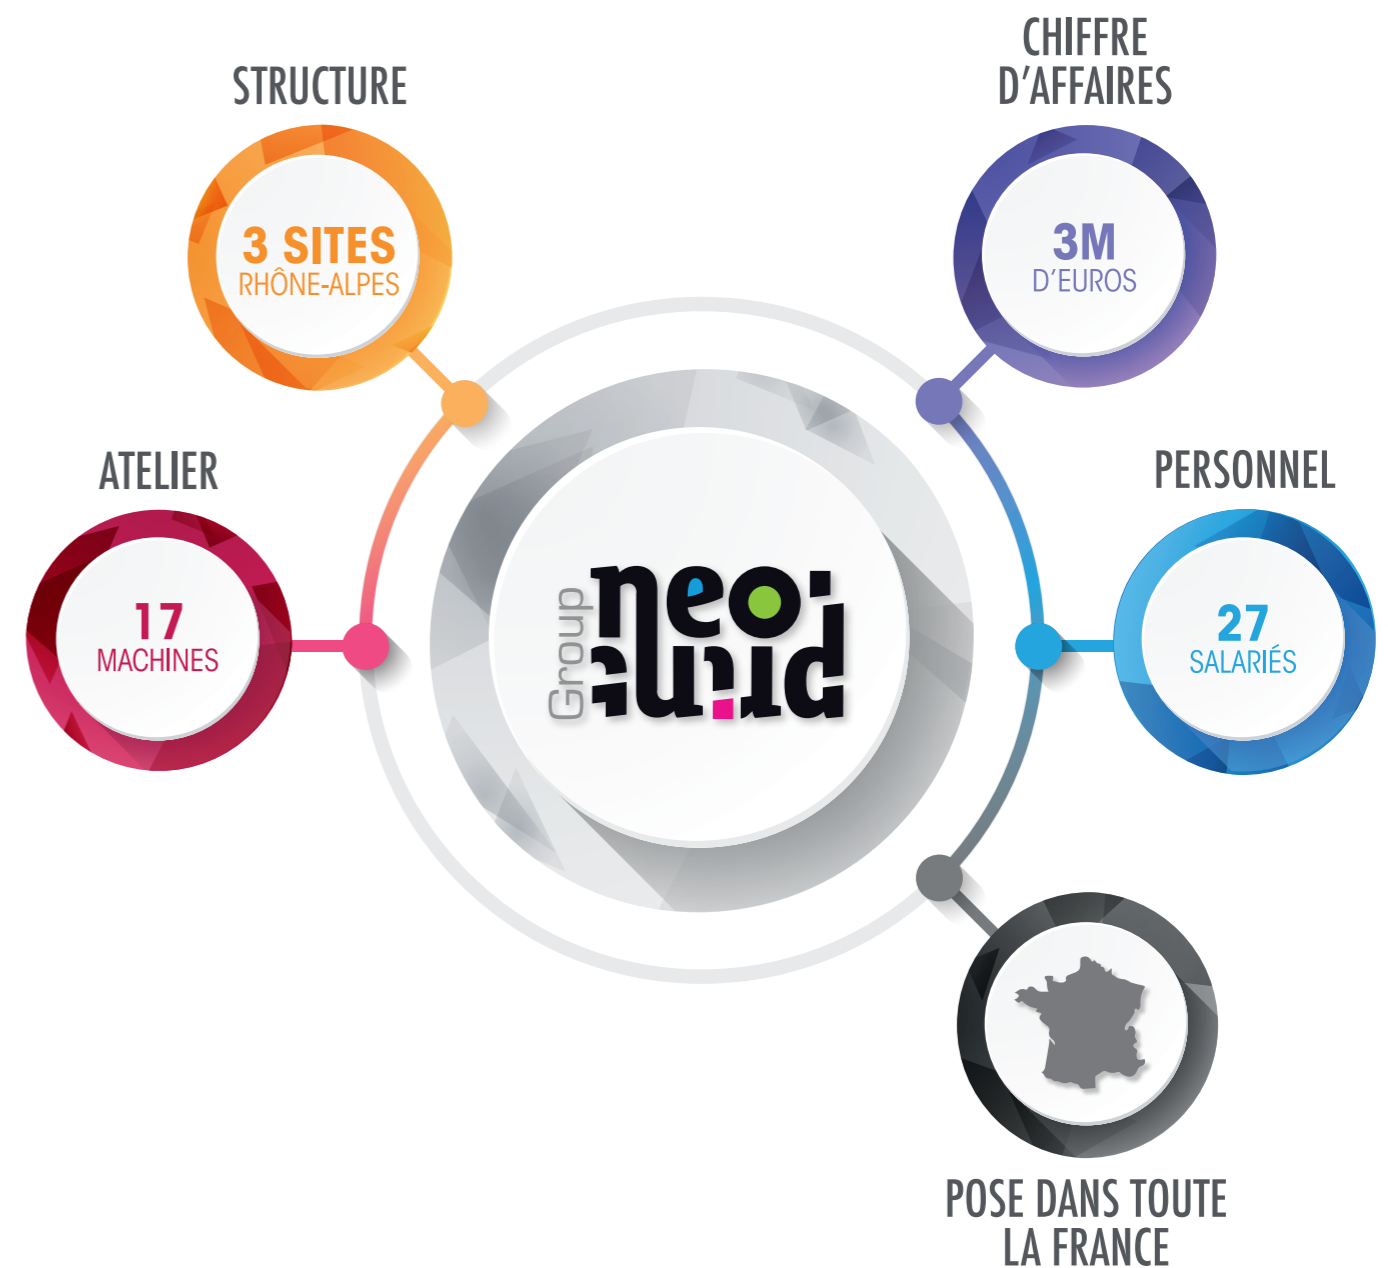 STRUCTURE
3 SITES
RHÔNE-ALPES
CHIFFRE
D'AFFAIRES
3M
D'EUROS
ATELIER
17
MACHINES
PERSONNEL
27
SALARIÉS
Group
neo.
print
POSE DANS TOUTE
LA FRANCE